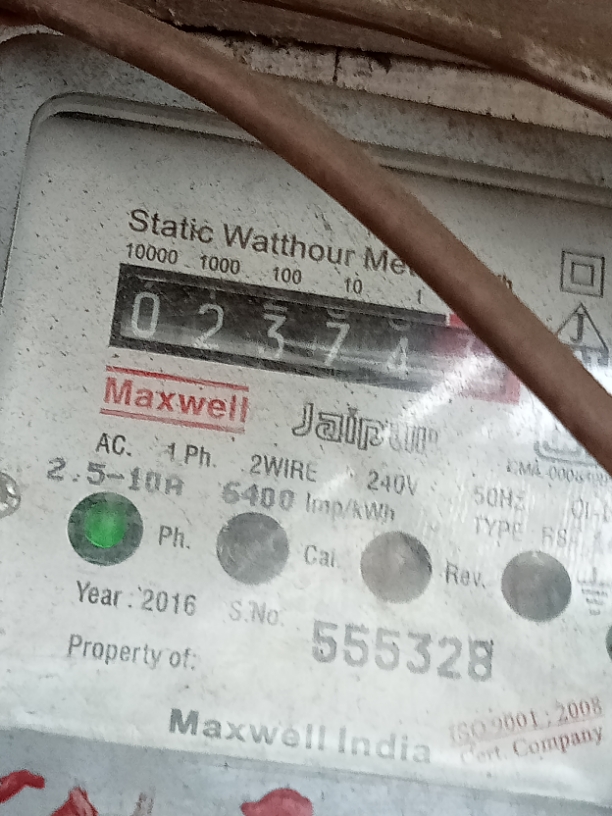 Static Watthour
10000 1000 100 10 1
0 2 3 7 4
Maxwell Jaipur
AC. 1 Ph. 2WIRE 240V 50Hz
2.5-10A 6400 Imp/kWh TYPE
Ph. Cal. Rev.
Year : 2016 S.No. 555328
Property of:
Maxwell India
ISO 9001 : 2008
Cert. Company